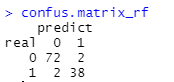 > confus.matrix_rf
predict
real 0 1
0 72 2
1 2 38